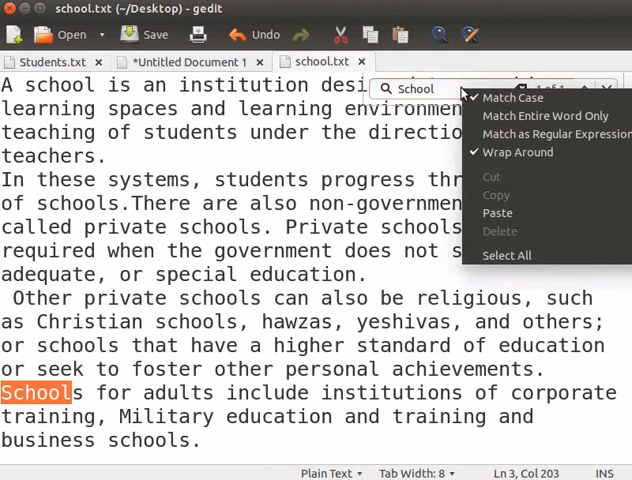 school.txt (~/Desktop) - gedit
Open Save Undo
Students.txt *Untitled Document 1 school.txt
School
Match Case
Match Entire Word Only
Match as Regular Expression
Wrap Around
Cut
Copy
Paste
Delete
Select All
A school is an institution
learning spaces and learning
teaching of students under the
teachers.
In these systems, students progress
of schools.There are also
called private schools. Private schools
required when the government does not
adequate, or special education.
Other private schools can also be religious, such
as Christian schools, hawzas, yeshivas, and others;
or schools that have a higher standard of education
or seek to foster other personal achievements.
Schools for adults include institutions of corporate
training, Military education and training and
business schools.
Plain Text Tab Width: 8 Ln 3, Col 203 INS